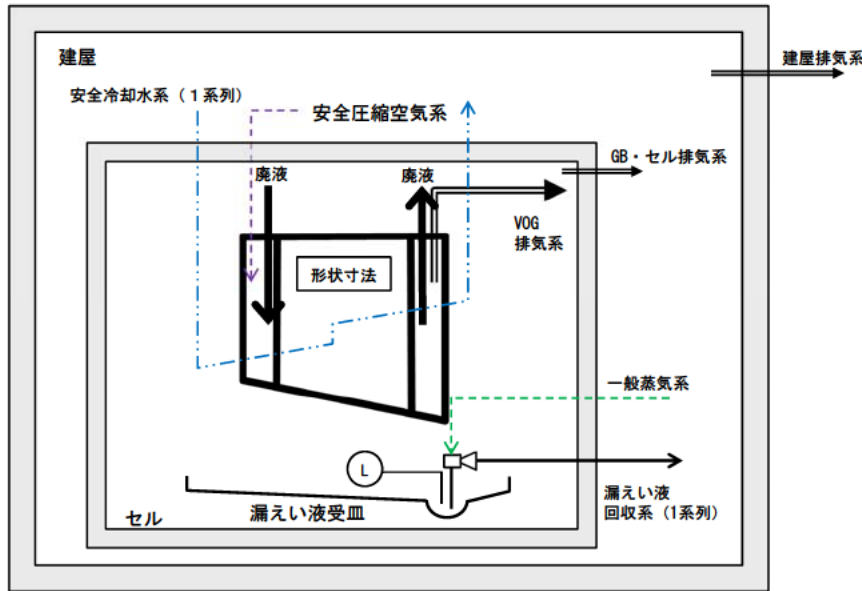 建屋
建屋排気系
安全冷却水系（１系列）
安全圧縮空気系
GB・セル排気系
廃液
廃液
VOG
排気系
形状寸法
一般蒸気系
L
漏えい液
回収系（1系列）
漏えい液受皿
セル